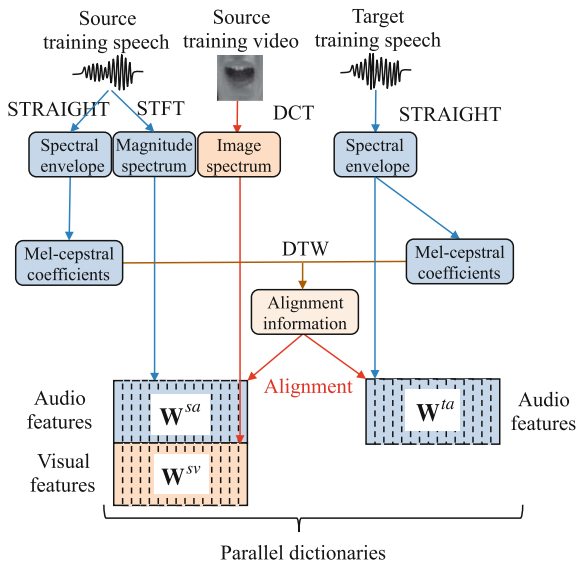 Source
training speech
Source
training video
Target
training speech
STRAIGHT
STFT
DCT
STRAIGHT
Spectral
envelope
Magnitude
spectrum
Image
spectrum
Spectral
envelope
Mel-cepstral
coefficients
DTW
Mel-cepstral
coefficients
Alignment
information
Alignment
Audio
features
W^sa
W^ta
Audio
features
Visual
features
W^sv
Parallel dictionaries